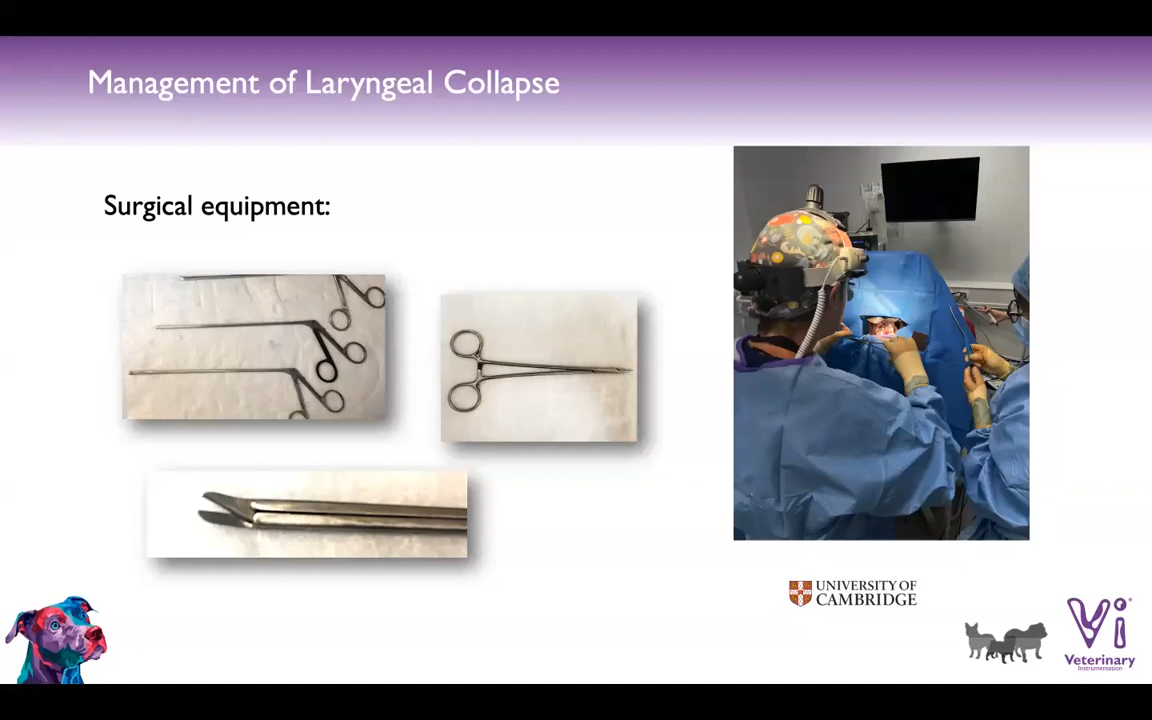 Management of Laryngeal Collapse
Surgical equipment:
UNIVERSITY OF
CAMBRIDGE
Vi
Veterinary
Instrumentation